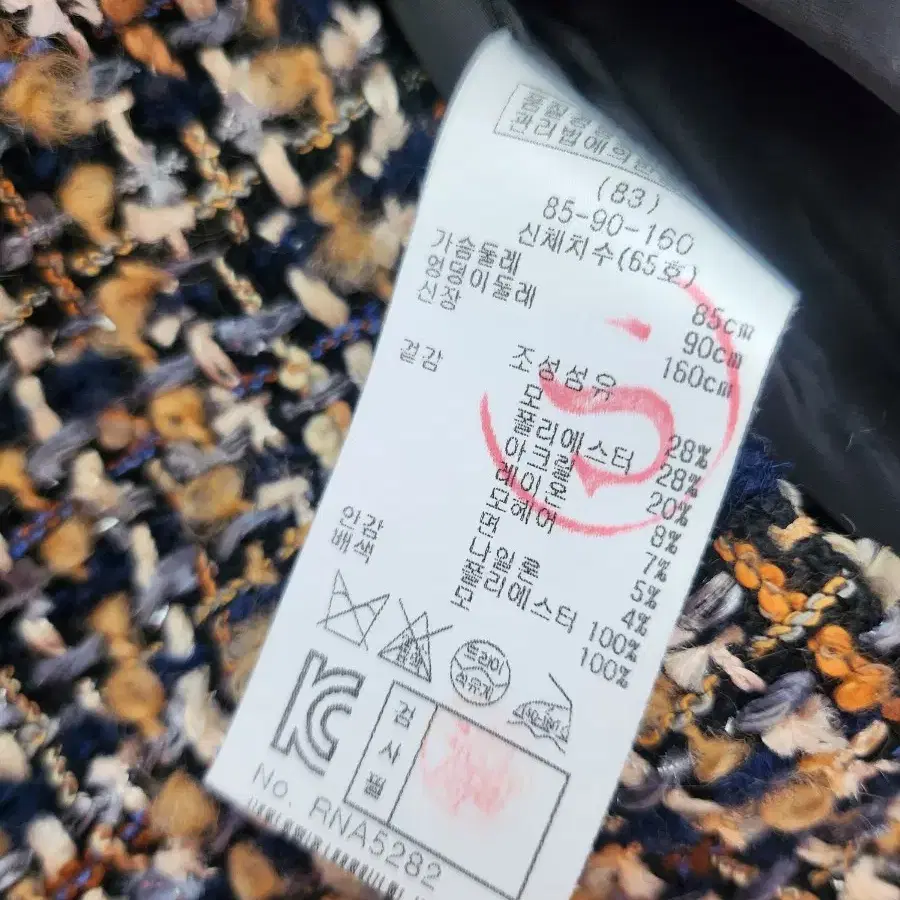 품질경
관리법에의한
(83)
85-90-160
신체치수(65호)
가슴둘레 85cm
엉덩이둘레 90cm
신장 160cm
겉감 조성섬유
모 28%
폴리에스터 28%
아크릴 20%
레이온 8%
모헤어 7%
면 5%
나일론 4%
안감 폴리에스터 100%
배색 모 100%
드라이
석유계
검사필
S
No. RNA5282